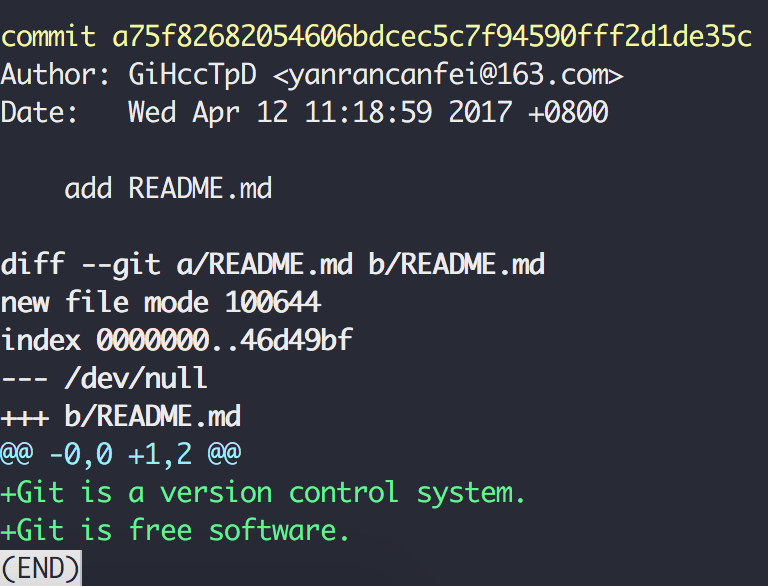 commit a75f82682054606bdcec5c7f94590fff2d1de35c
Author: GiHccTpD <yanrancanfei@163.com>
Date:   Wed Apr 12 11:18:59 2017 +0800
    add README.md
diff --git a/README.md b/README.md
new file mode 100644
index 0000000..46d49bf
--- /dev/null
+++ b/README.md
@@ -0,0 +1,2 @@
+Git is a version control system.
+Git is free software.
(END)